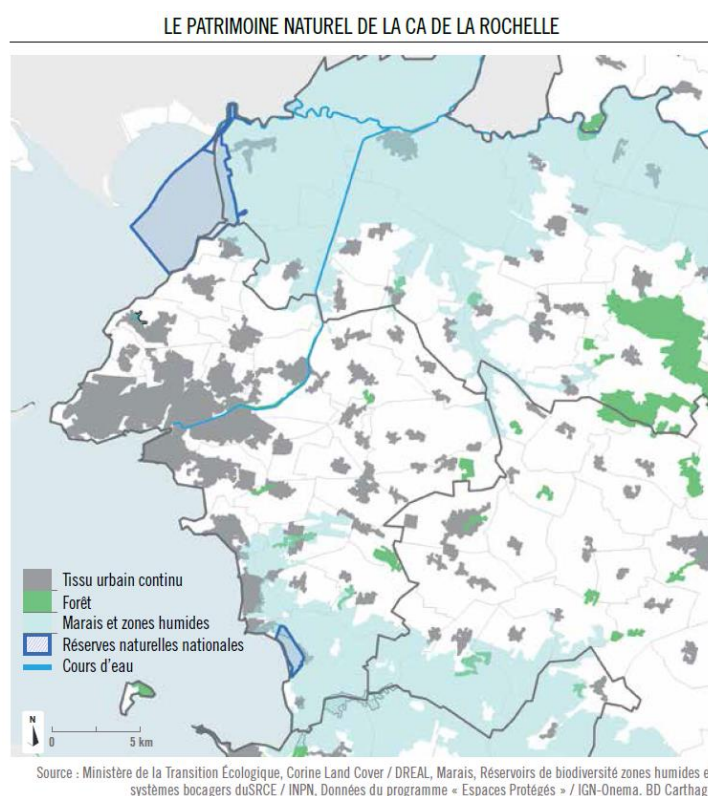 LE PATRIMOINE NATUREL DE LA CA DE LA ROCHELLE
Tissu urbain continu
Forêt
Marais et zones humides
Réserves naturelles nationales
Cours d'eau
N
0 5 km
Source : Ministère de la Transition Écologique, Corine Land Cover / DREAL, Marais, Réservoirs de biodiversité zones humides e
systèmes bocagers duSRCE / INPN, Données du programme « Espaces Protégés » / IGN-Onema, BD Carthag